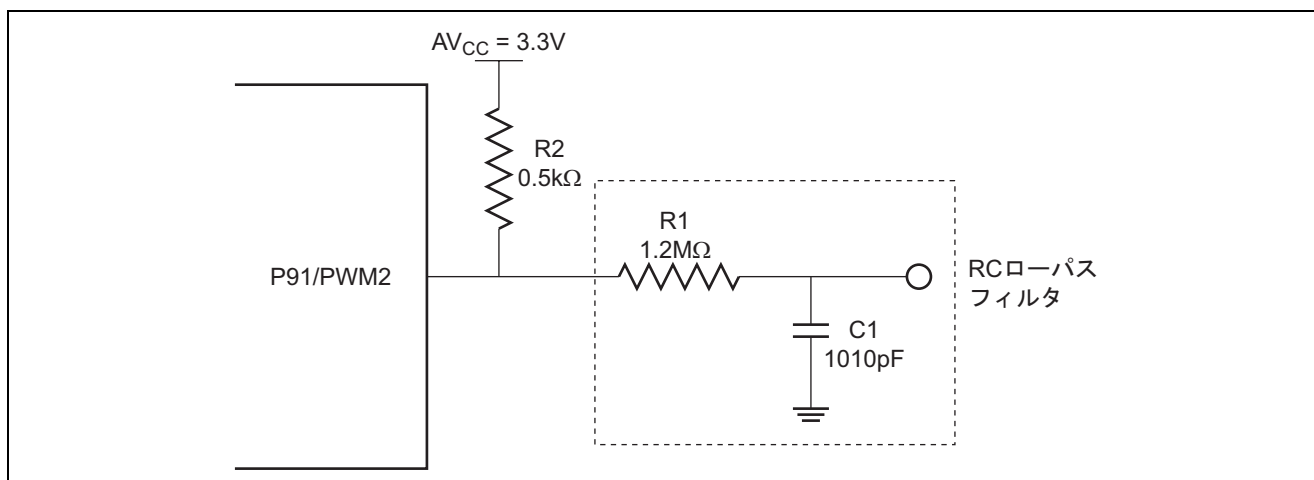 AVCC = 3.3V
R2
0.5kΩ
R1
1.2MΩ
P91/PWM2
RCローパス
フィルタ
C1
1010pF